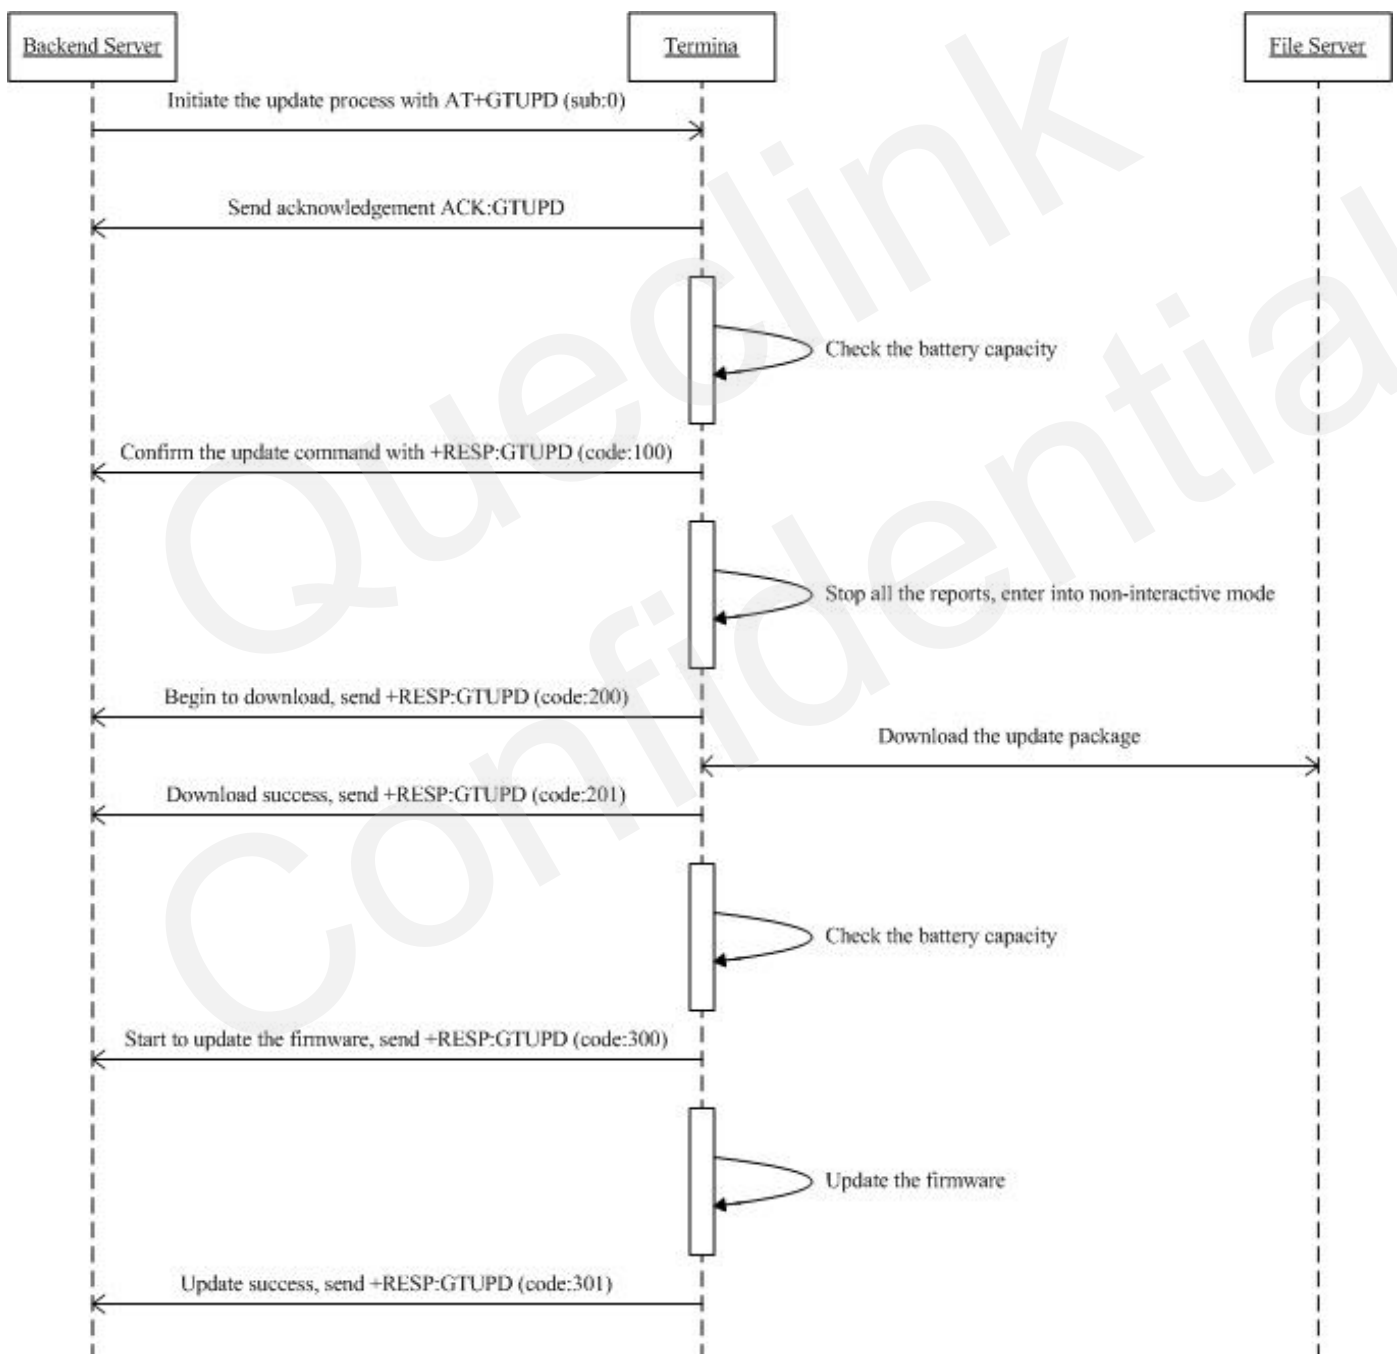 Backend Server
Termina
File Server
Initiate the update process with AT+GTUPD (sub:0)
Send acknowledgement ACK:GTUPD
Check the battery capacity
Confirm the update command with +RESP:GTUPD (code:100)
Stop all the reports, enter into non-interactive mode
Begin to download, send +RESP:GTUPD (code:200)
Download the update package
Download success, send +RESP:GTUPD (code:201)
Check the battery capacity
Start to update the firmware, send +RESP:GTUPD (code:300)
Update the firmware
Update success, send +RESP:GTUPD (code:301)
Queclink
Confidential